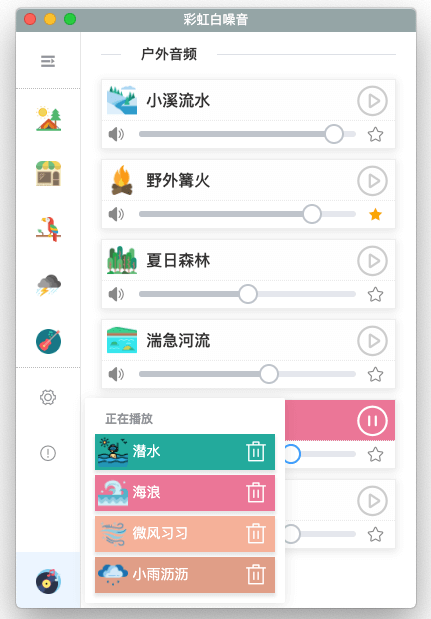 彩虹白噪音
户外音频
小溪流水
野外篝火
夏日森林
湍急河流
正在播放
潜水
海浪
微风习习
小雨沥沥